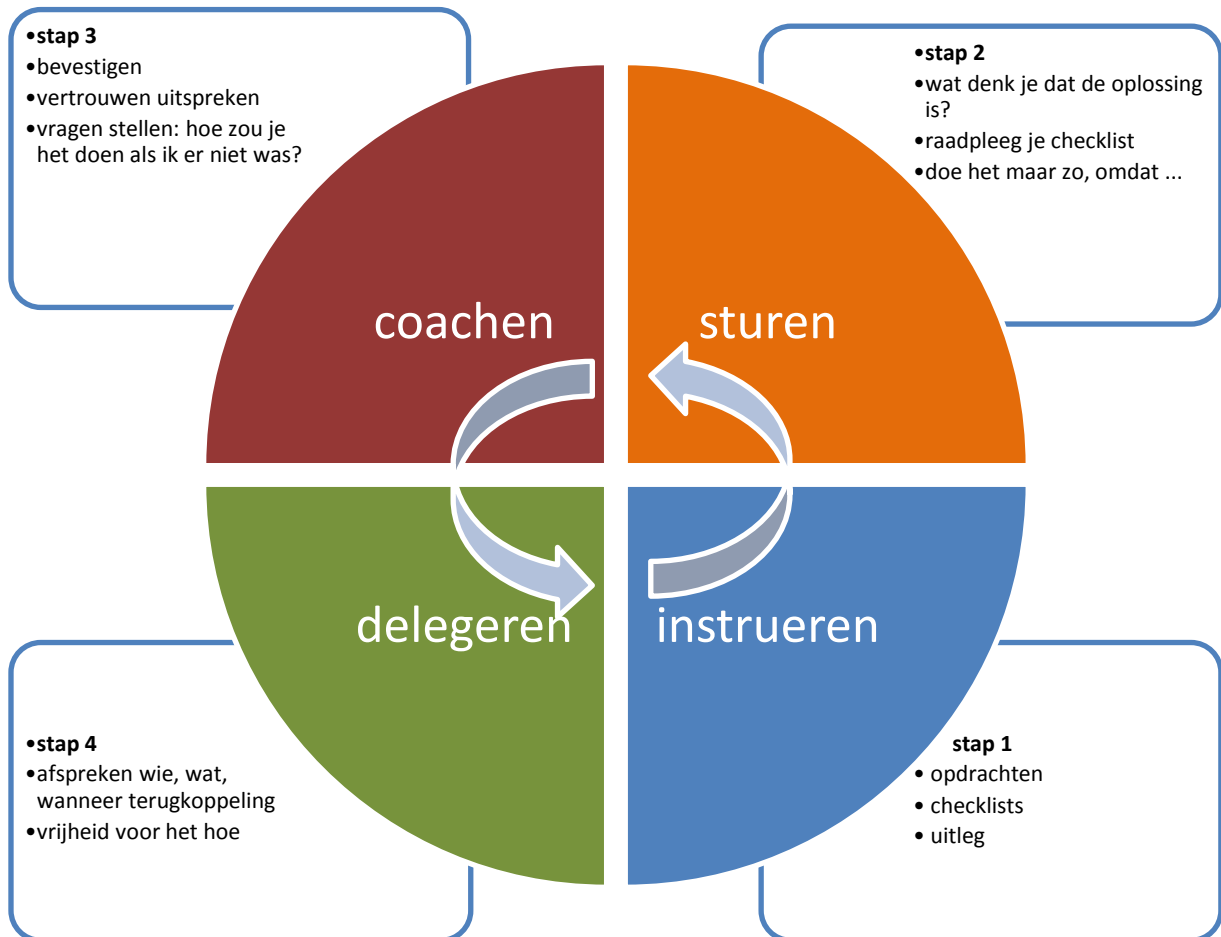 •stap 3
•bevestigen
•vertrouwen uitspreken
•vragen stellen: hoe zou je
het doen als ik er niet was?
•stap 2
•wat denk je dat de oplossing
is?
•raadpleeg je checklist
•doe het maar zo, omdat ...
coachen
sturen
delegeren
instrueren
•stap 4
•afspreken wie, wat,
wanneer terugkoppeling
•vrijheid voor het hoe
stap 1
• opdrachten
• checklists
• uitleg